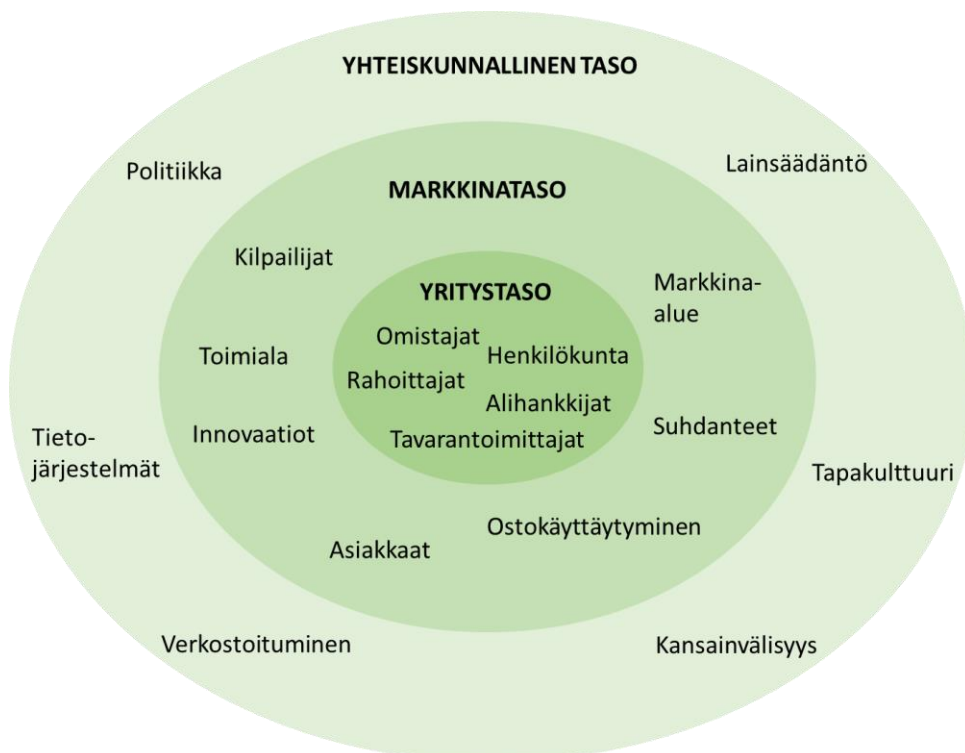 YHTEISKUNNALLINEN TASO
Politiikka
Lainsäädäntö
MARKKINATASO
Kilpailijat
Markkina-
alue
YRITYSTASO
Omistajat
Henkilökunta
Toimiala
Rahoittajat
Alihankkijat
Innovaatiot
Tavarantoimittajat
Suhdanteet
Tieto-
järjestelmät
Tapakulttuuri
Ostokäyttäytyminen
Asiakkaat
Verkostoituminen
Kansainvälisyys